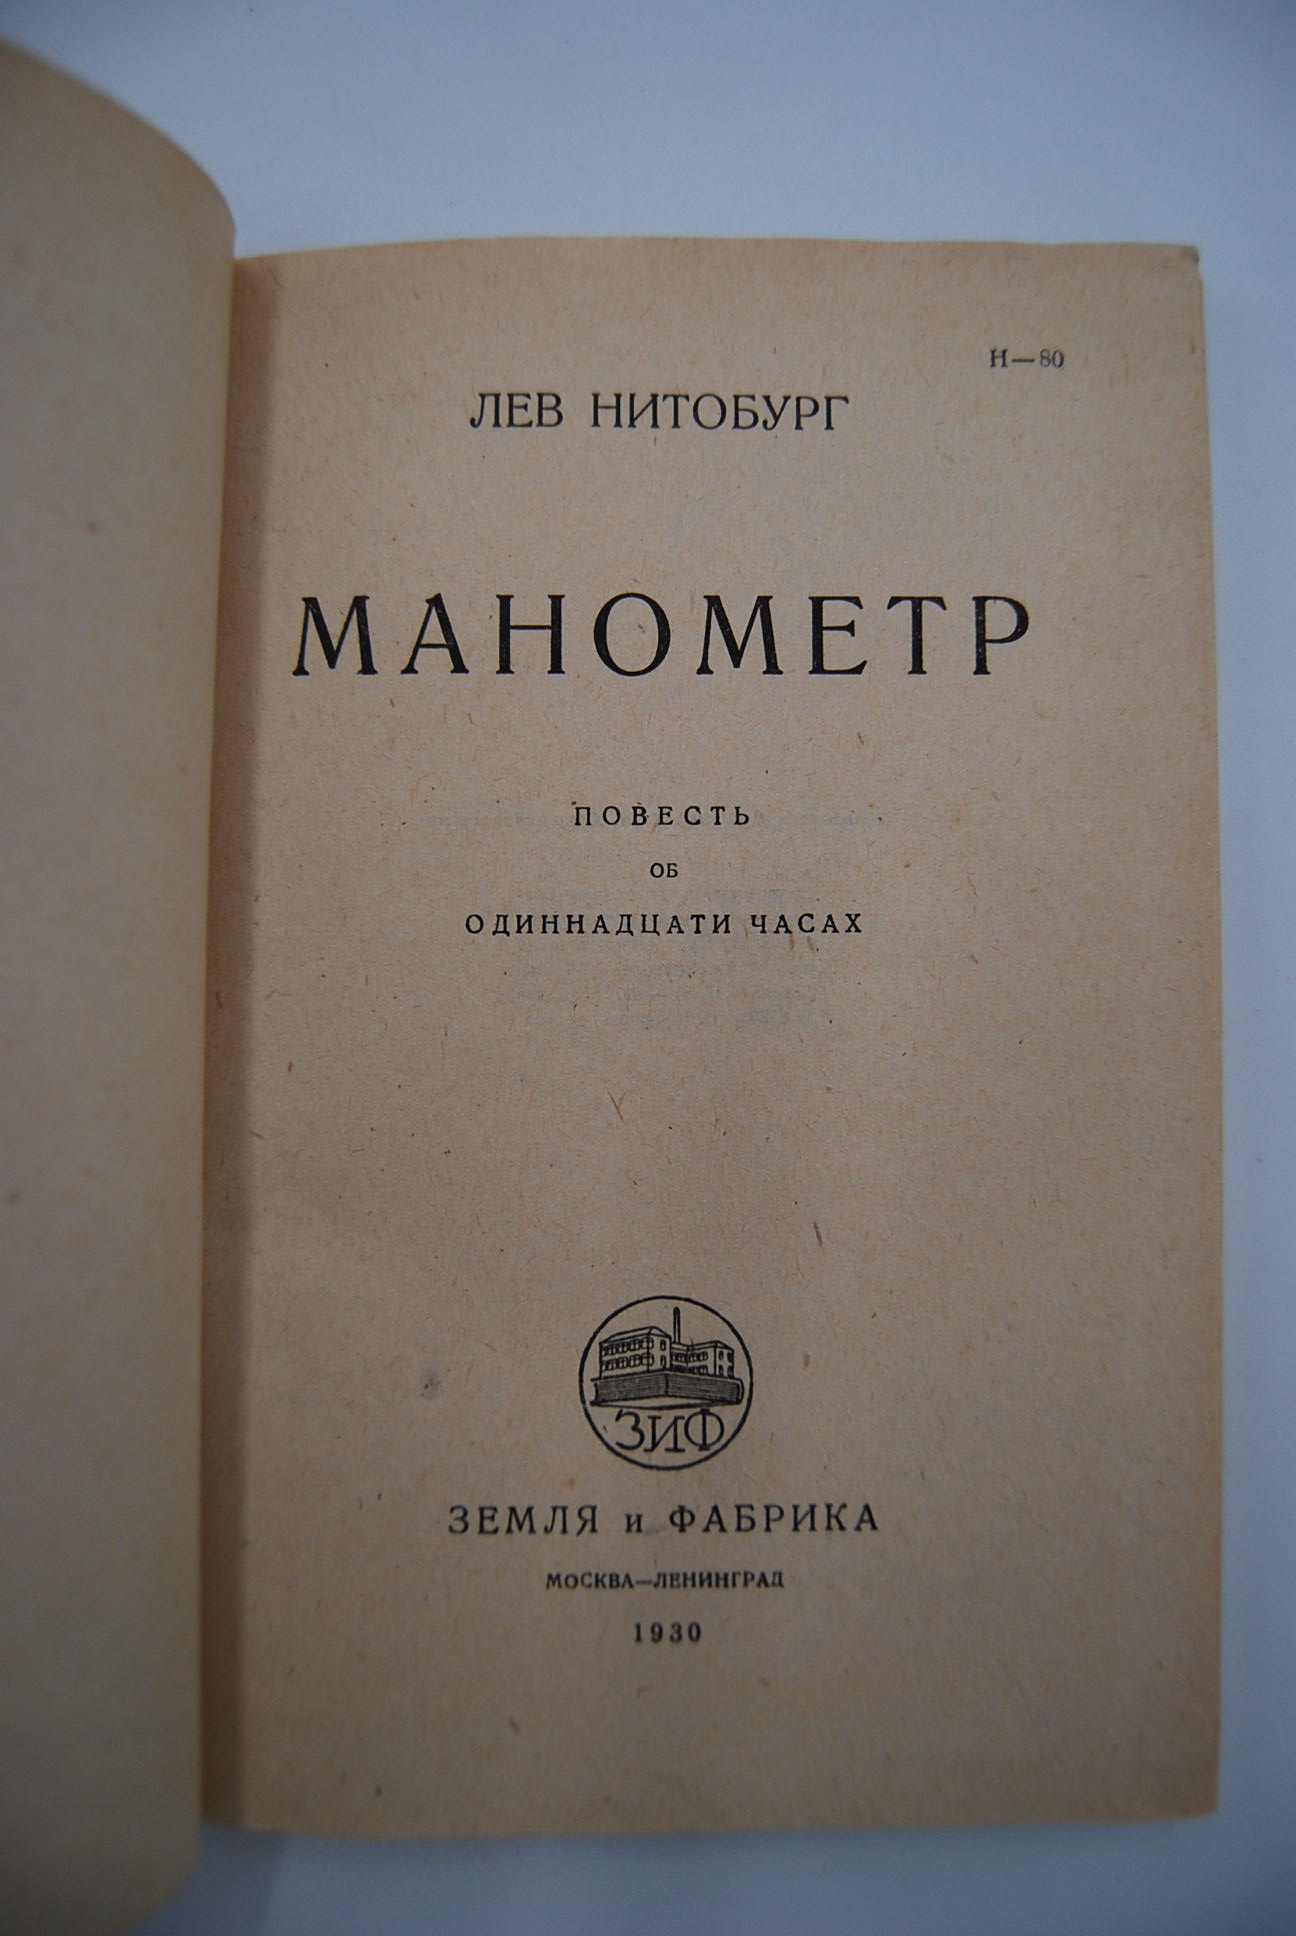 Н—80
ЛЕВ НИТОБУРГ
МАНОМЕТР
ПОВЕСТЬ
ОБ
ОДИННАДЦАТИ ЧАСАХ
ЗИФ
ЗЕМЛЯ и ФАБРИКА
МОСКВА—ЛЕНИНГРАД
1930